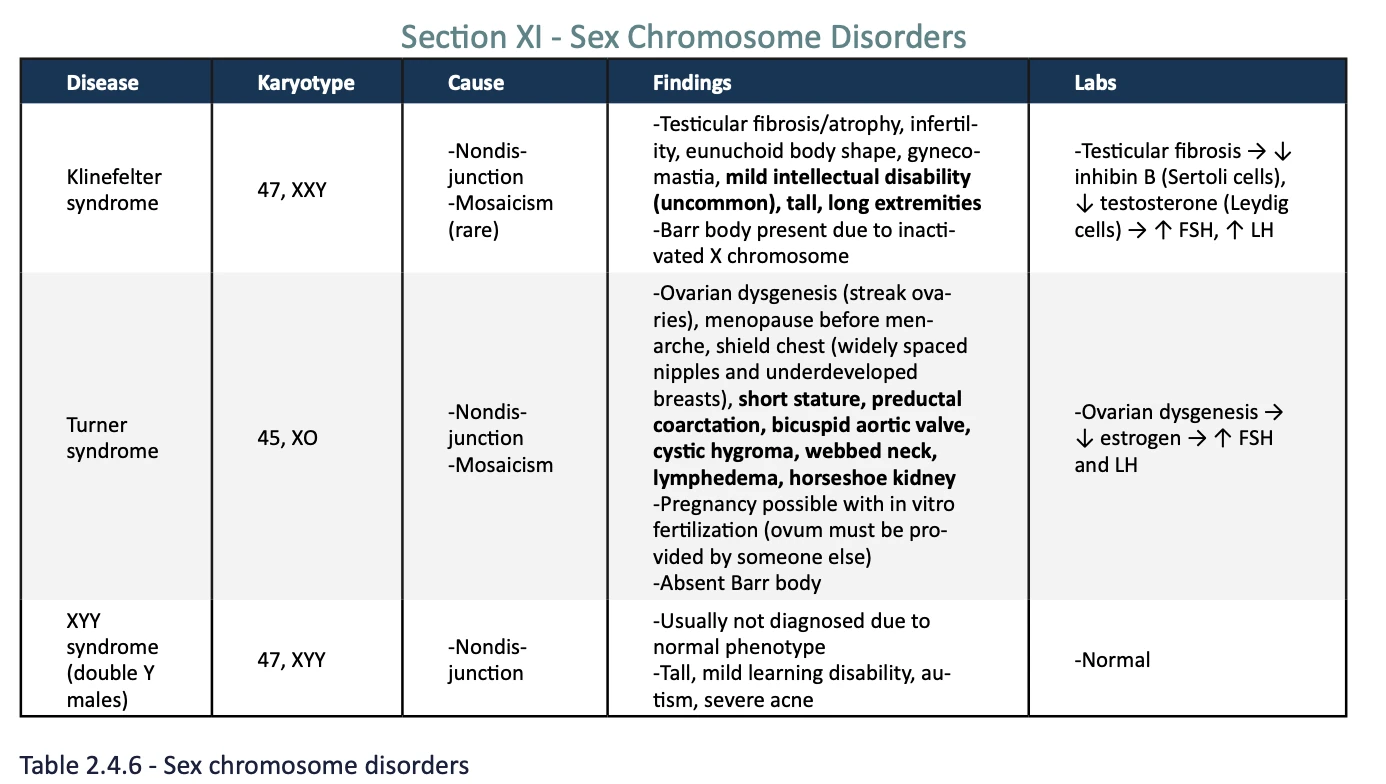 Section XI - Sex Chromosome Disorders
Disease
Karyotype
Cause
Findings
Labs
Klinefelter
syndrome
47, XXY
-Nondis-
junction
-Mosaicism
(rare)
-Testicular fibrosis/atrophy, infertil-
ity, eunuchoid body shape, gyneco-
mastia, mild intellectual disability
(uncommon), tall, long extremities
-Barr body present due to inacti-
vated X chromosome
-Testicular fibrosis → ↓
inhibin B (Sertoli cells),
↓ testosterone (Leydig
cells) → ↑ FSH, ↑ LH
Turner
syndrome
45, XO
-Nondis-
junction
-Mosaicism
-Ovarian dysgenesis (streak ova-
ries), menopause before men-
arche, shield chest (widely spaced
nipples and underdeveloped
breasts), short stature, preductal
coarctation, bicuspid aortic valve,
cystic hygroma, webbed neck,
lymphedema, horseshoe kidney
-Pregnancy possible with in vitro
fertilization (ovum must be pro-
vided by someone else)
-Absent Barr body
-Ovarian dysgenesis →
↓ estrogen → ↑ FSH
and LH
XYY
syndrome
(double Y
males)
47, XYY
-Nondis-
junction
-Usually not diagnosed due to
normal phenotype
-Tall, mild learning disability, au-
tism, severe acne
-Normal
Table 2.4.6 - Sex chromosome disorders